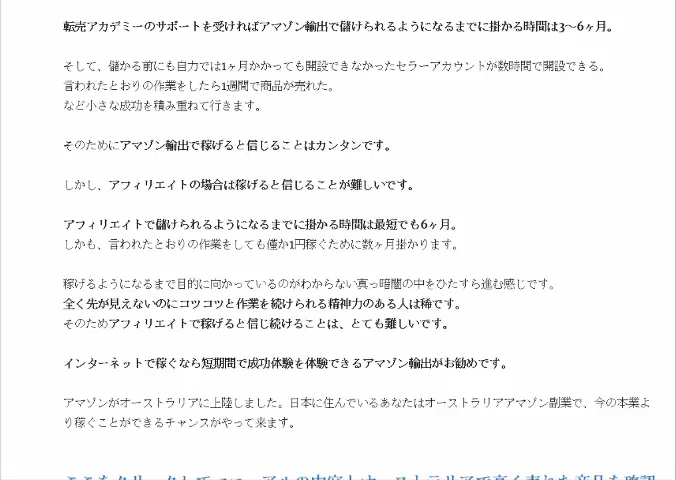 転売アカデミーのサポートを受ければアマゾン輸出で儲けられるようになるまでに掛かる時間は3〜6ヶ月。
そして、儲かる前にも自力では1ヶ月かかっても開設できなかったセラーアカウントが数時間で開設できる。
言われたとおりの作業をしたら1週間で商品が売れた。
など小さな成功を積み重ねて行きます。
そのためにアマゾン輸出で稼げると信じることはカンタンです。
しかし、アフィリエイトの場合は稼げると信じることが難しいです。
アフィリエイトで儲けられるようになるまでに掛かる時間は最短でも6ヶ月。
しかも、言われたとおりの作業をしても僅か1円稼ぐために数ヶ月掛かります。
稼げるようになるまで目的に向かっているのがわからない真っ暗闇の中をひたすら進む感じです。
全く先が見えないのにコツコツと作業を続けられる精神力のある人は稀です。
そのためアフィリエイトで稼げると信じ続けることは、とても難しいです。
インターネットで稼ぐなら短期間で成功体験を体験できるアマゾン輸出がお勧めです。
アマゾンがオーストラリアに上陸しました。日本に住んでいるあなたはオーストラリアアマゾン副業で、今の本業よ
り稼ぐことができるチャンスがやって来ます。